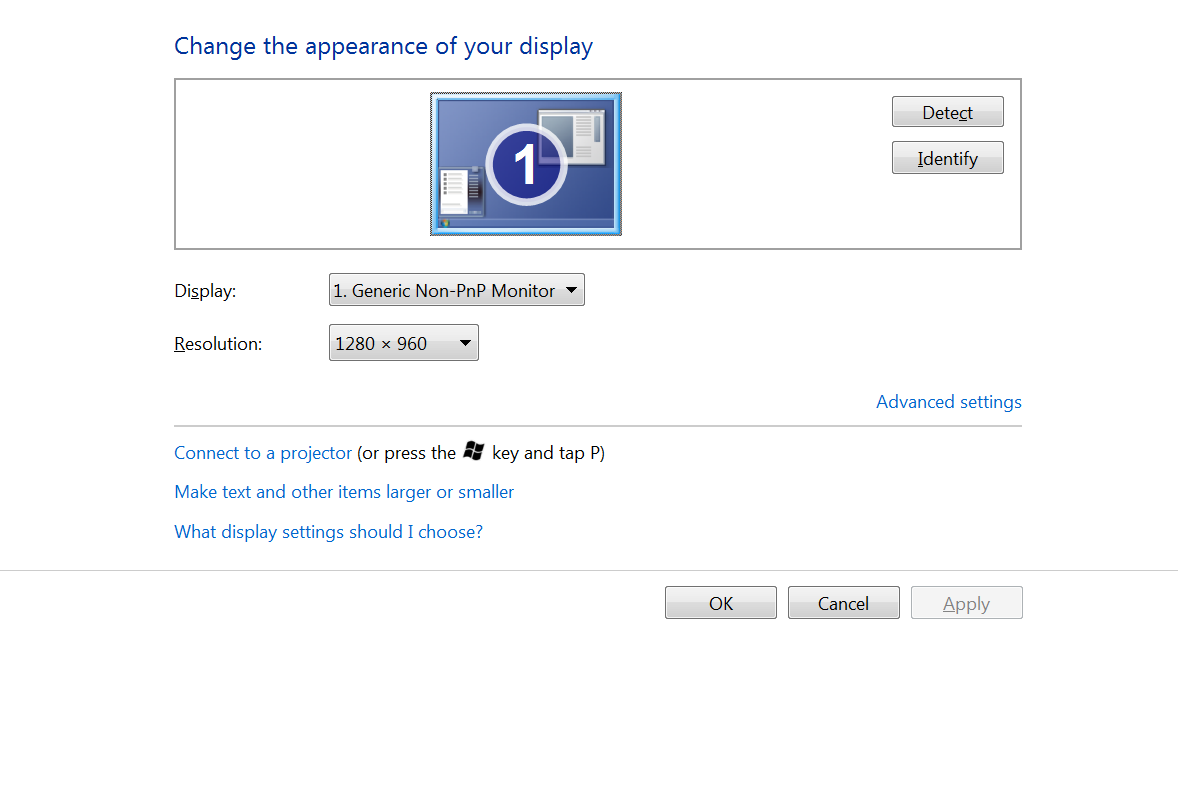 Change the appearance of your display
1
Detect
Identify
Display:
1. Generic Non-PnP Monitor
Resolution:
1280 × 960
Advanced settings
Connect to a projector (or press the key and tap P)
Make text and other items larger or smaller
What display settings should I choose?
OK Cancel Apply